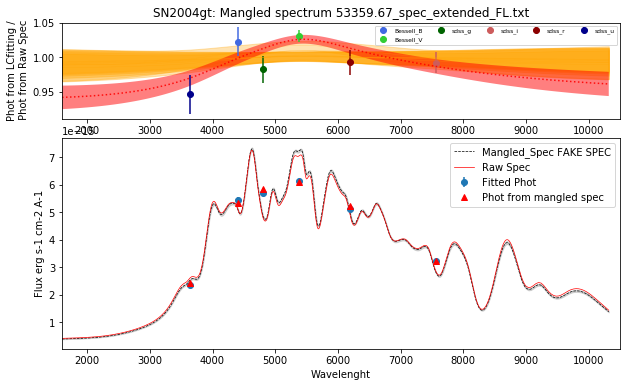 SN2004gt: Mangled spectrum 53359.67_spec_extended_FL.txt
Phot from LCfitting /
Phot from Raw Spec
1.05
1.00
0.95
Bessell_B
Bessell_V
sdss_g
sdss_i
sdss_r
sdss_u
2000 3000 4000 5000 6000 7000 8000 9000 10000
1e−15
Flux erg s-1 cm-2 A-1
7
6
5
4
3
2
1
Mangled_Spec FAKE SPEC
Raw Spec
Fitted Phot
Phot from mangled spec
2000 3000 4000 5000 6000 7000 8000 9000 10000
Wavelenght